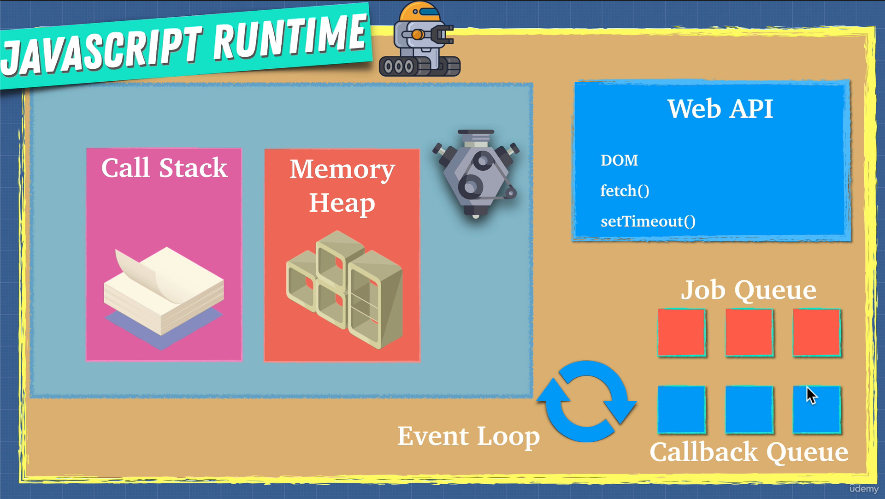 JAVASCRIPT RUNTIME
Call Stack
Memory
Heap
Web API
DOM
fetch()
setTimeout()
Job Queue
Event Loop
Callback Queue
udemy